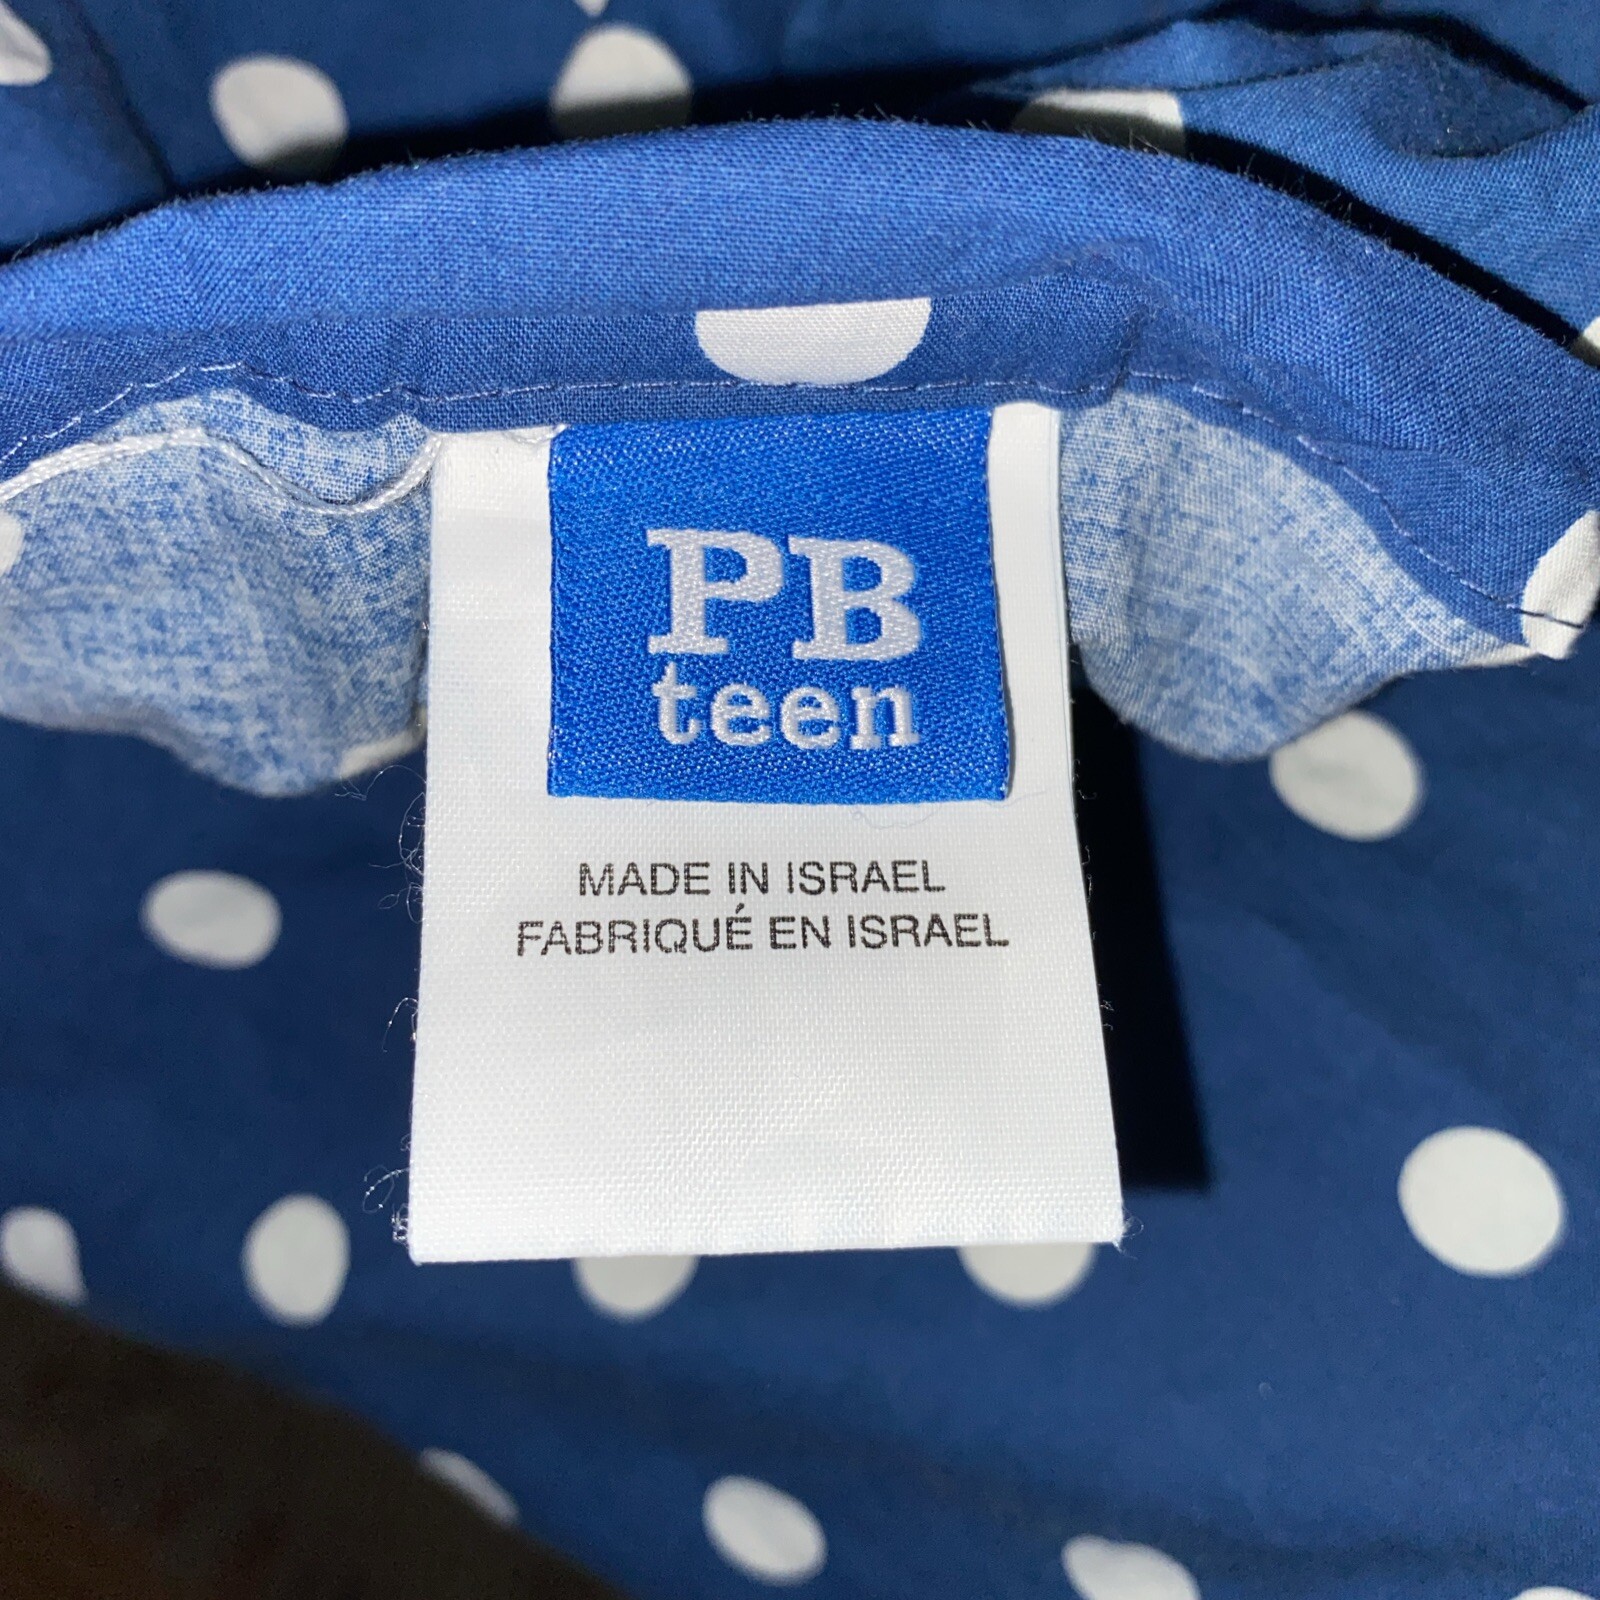 PB
teen
MADE IN ISRAEL
FABRIQUÉ EN ISRAEL